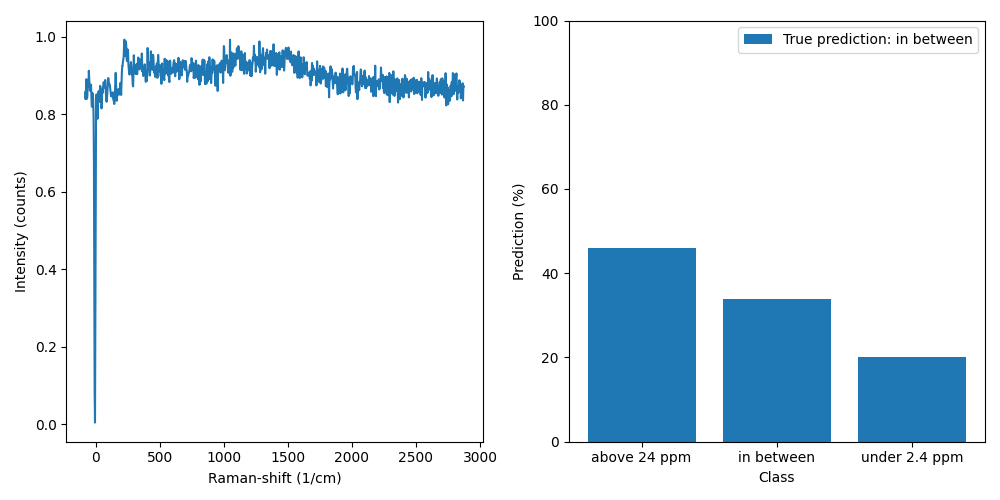 1.0
0.8
0.6
0.4
0.2
0.0
Intensity (counts)
0
500
1000
1500
2000
2500
3000
Raman-shift (1/cm)
100
80
60
40
20
0
Prediction (%)
True prediction: in between
above 24 ppm
in between
under 2.4 ppm
Class